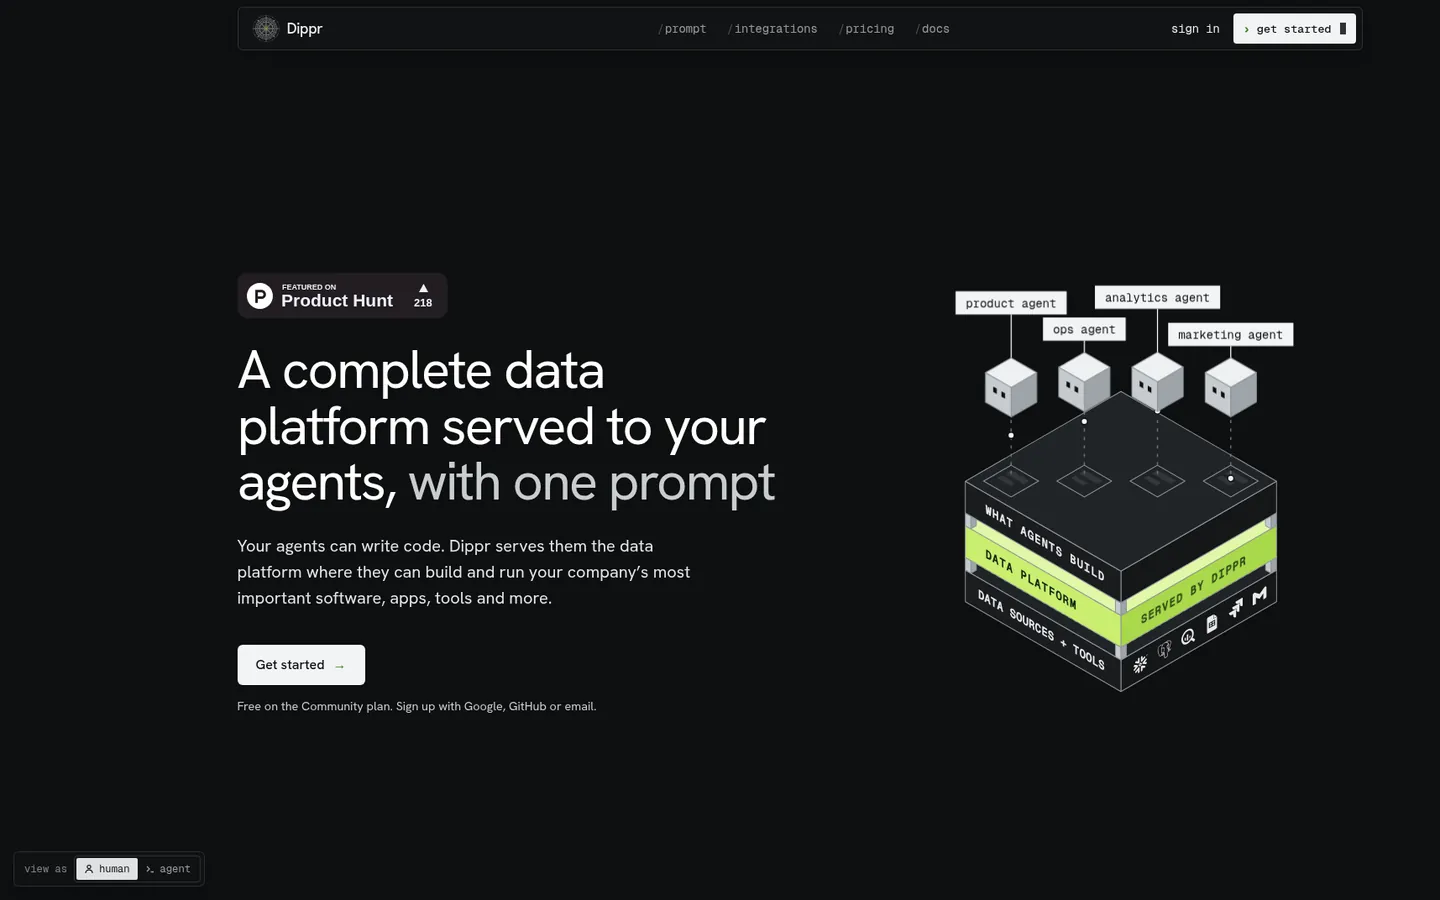 Dippr
/prompt
/integrations
/pricing
/docs
sign in
› get started
FEATURED ON
Product Hunt
218
A complete data
platform served to your
agents, with one prompt
Your agents can write code. Dippr serves them the data
platform where they can build and run your company’s most
important software, apps, tools and more.
Get started →
Free on the Community plan. Sign up with Google, GitHub or email.
product agent
analytics agent
ops agent
marketing agent
WHAT AGENTS BUILD
DATA PLATFORM
SERVED BY DIPPR
DATA SOURCES + TOOLS
view as
human
agent